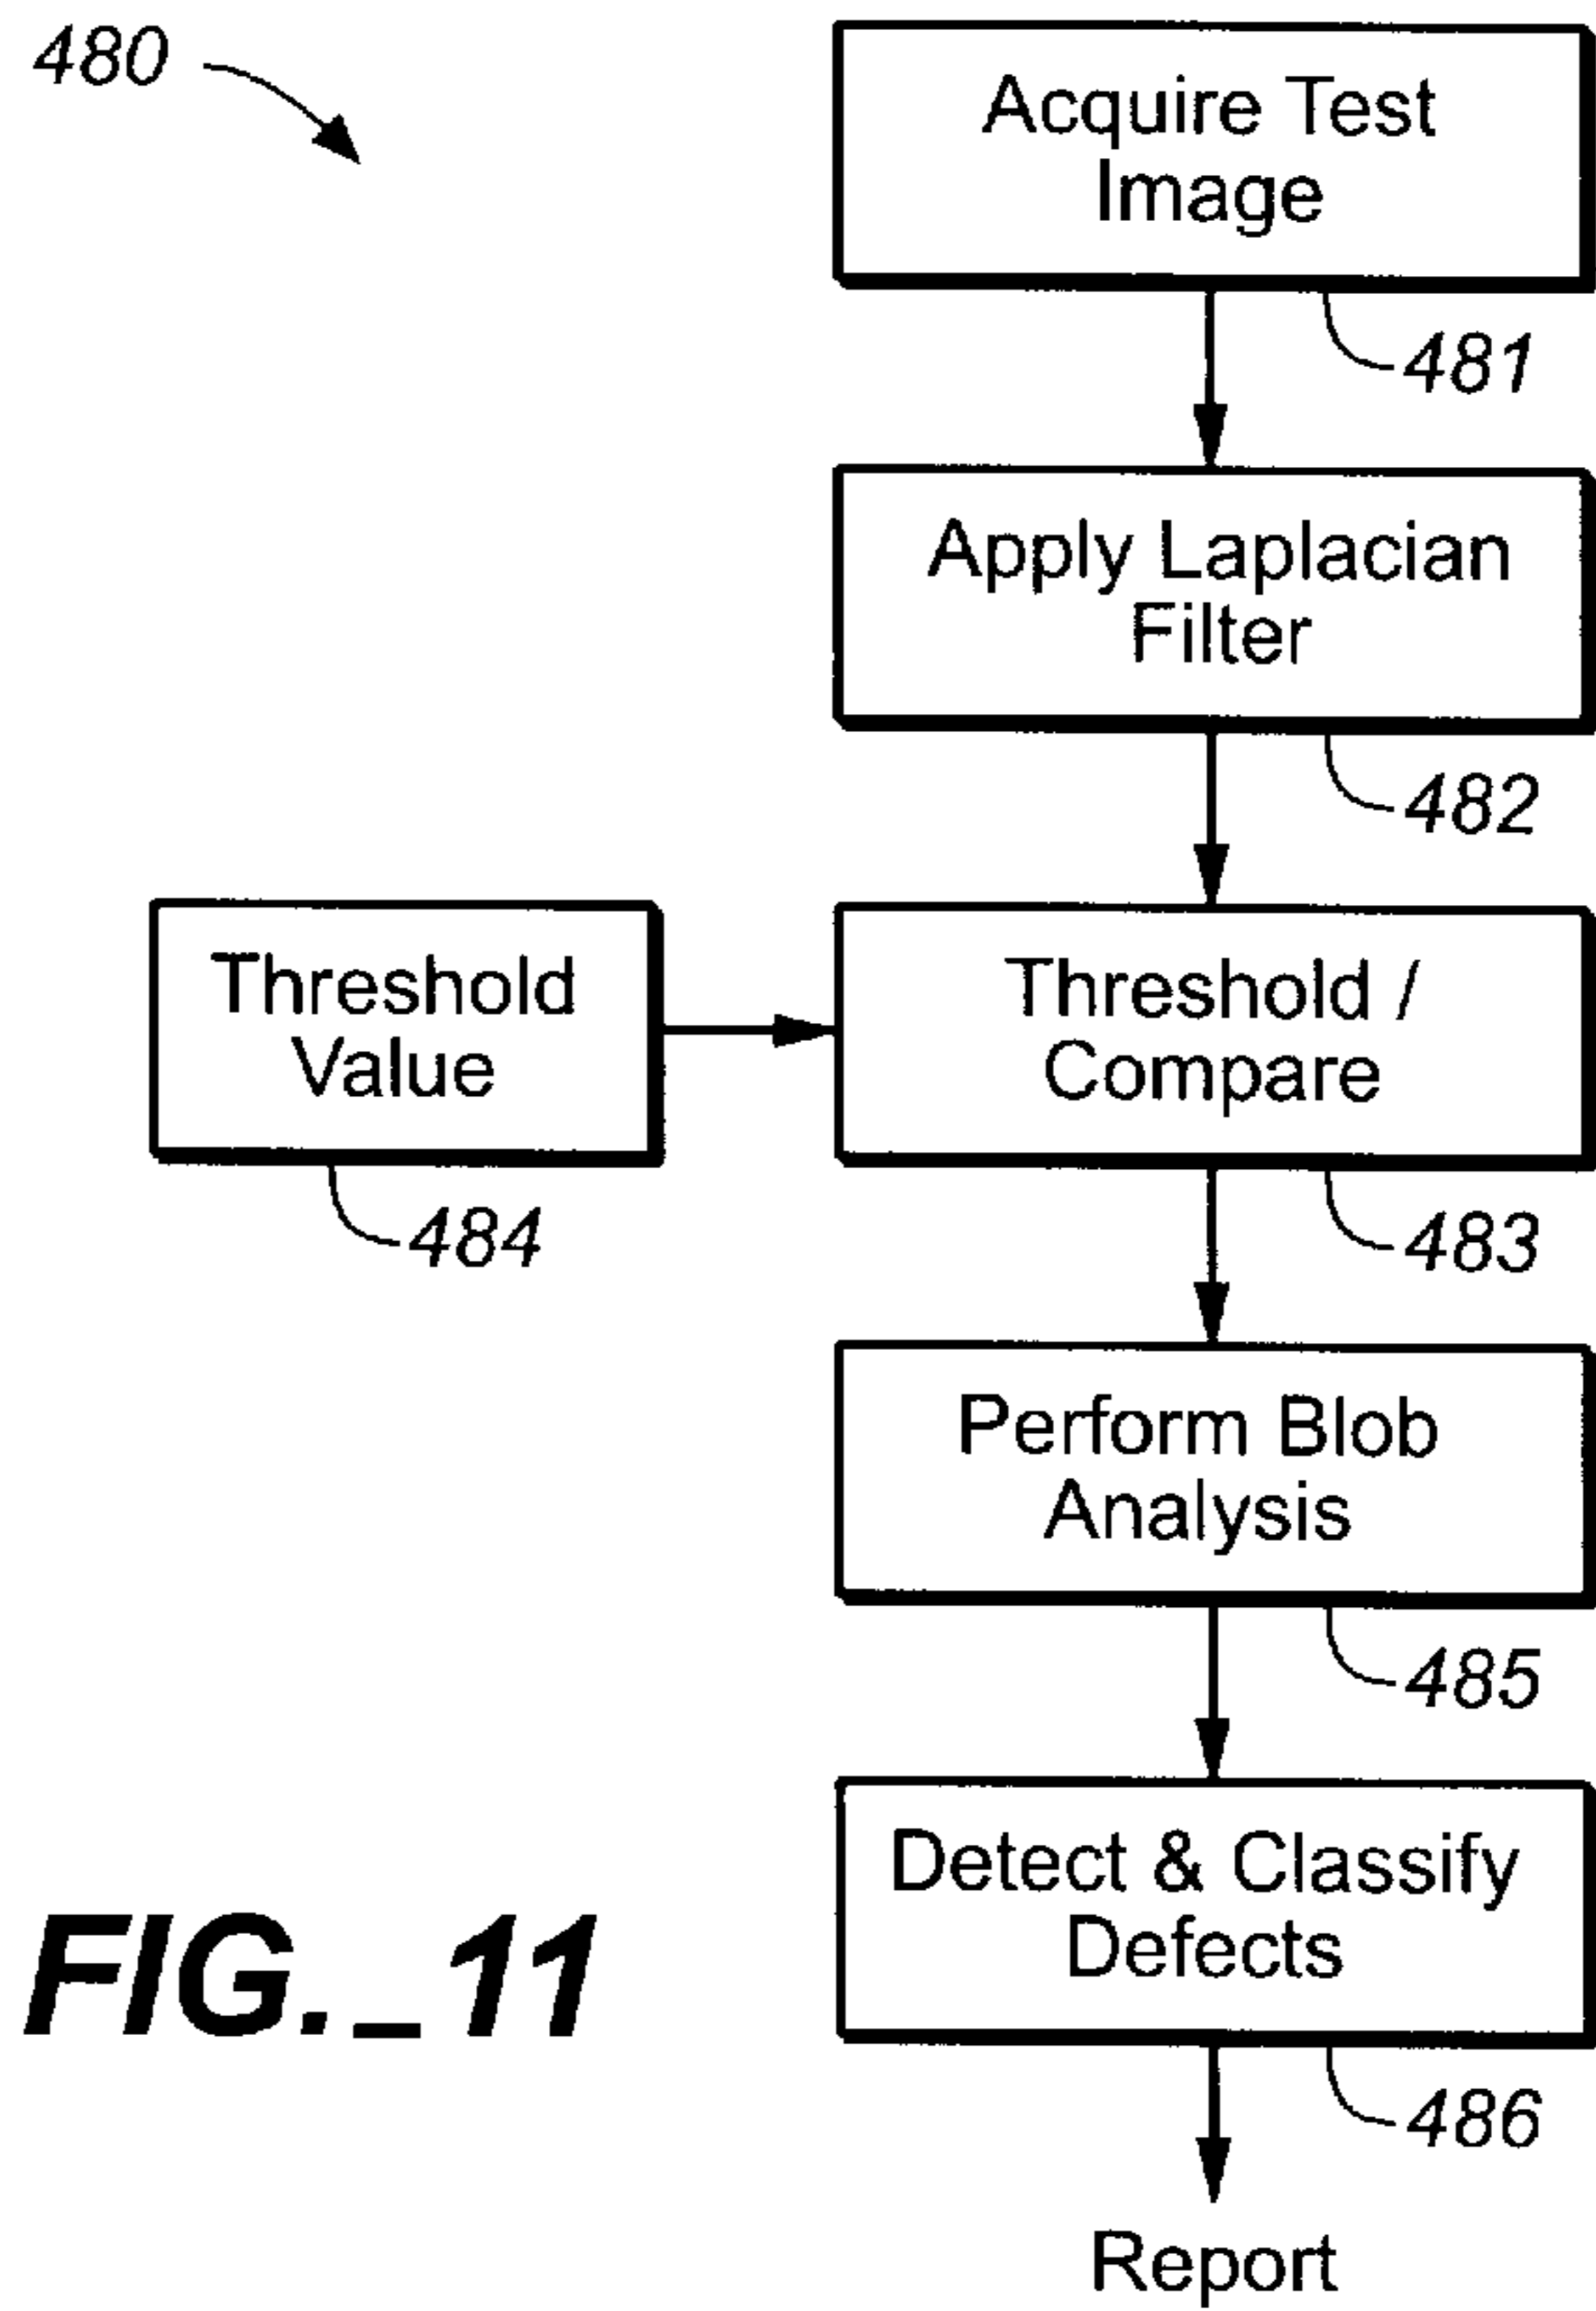 480
Acquire Test
Image
481
Apply Laplacian
Filter
482
Threshold
Value
484
Threshold /
Compare
483
Perform Blob
Analysis
485
Detect & Classify
Defects
486
Report
FIG._11